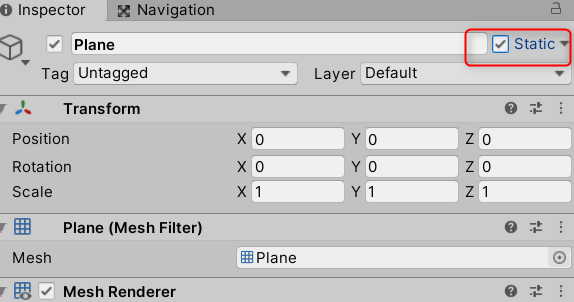 Inspector Navigation
Plane Static
Tag Untagged Layer Default
Transform
Position X 0 Y 0 Z 0
Rotation X 0 Y 0 Z 0
Scale X 1 Y 1 Z 1
Plane (Mesh Filter)
Mesh Plane
Mesh Renderer